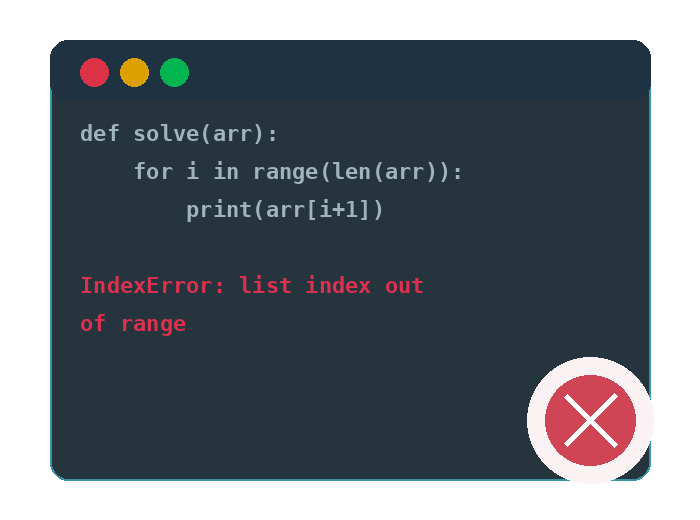 def solve(arr):
    for i in range(len(arr)):
        print(arr[i+1])
IndexError: list index out
of range